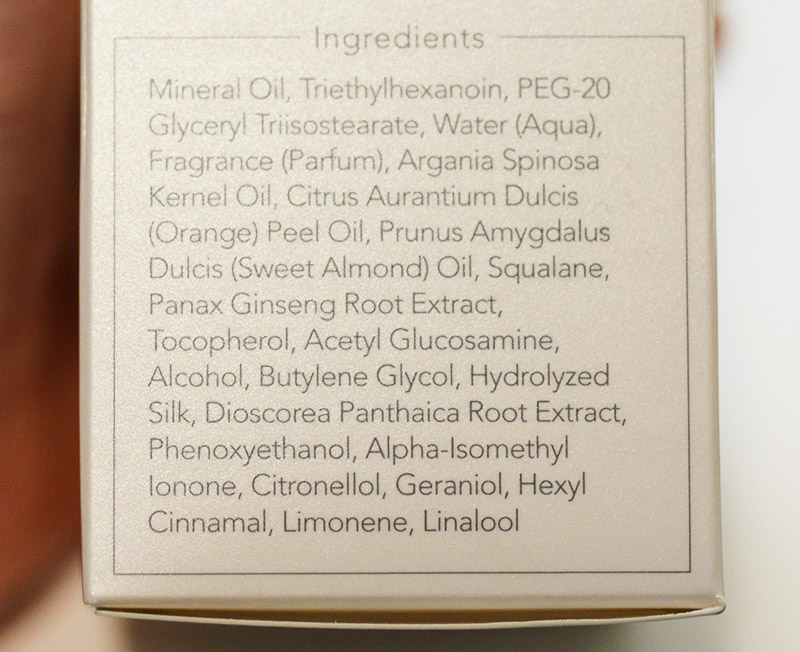 Ingredients
Mineral Oil, Triethylhexanoin, PEG-20
Glyceryl Triisostearate, Water (Aqua),
Fragrance (Parfum), Argania Spinosa
Kernel Oil, Citrus Aurantium Dulcis
(Orange) Peel Oil, Prunus Amygdalus
Dulcis (Sweet Almond) Oil, Squalane,
Panax Ginseng Root Extract,
Tocopherol, Acetyl Glucosamine,
Alcohol, Butylene Glycol, Hydrolyzed
Silk, Dioscorea Panthaica Root Extract,
Phenoxyethanol, Alpha-Isomethyl
Ionone, Citronellol, Geraniol, Hexyl
Cinnamal, Limonene, Linalool